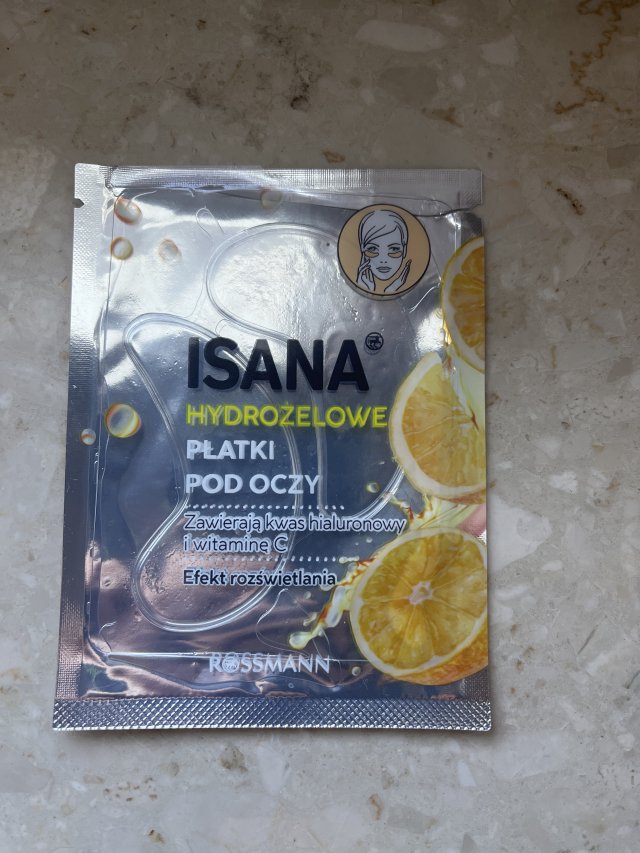 ISANA
HYDROŻELOWE
PŁATKI
POD OCZY
Zawierają kwas hialuronowy
i witaminę C
Efekt rozświetlania
ROSSMANN